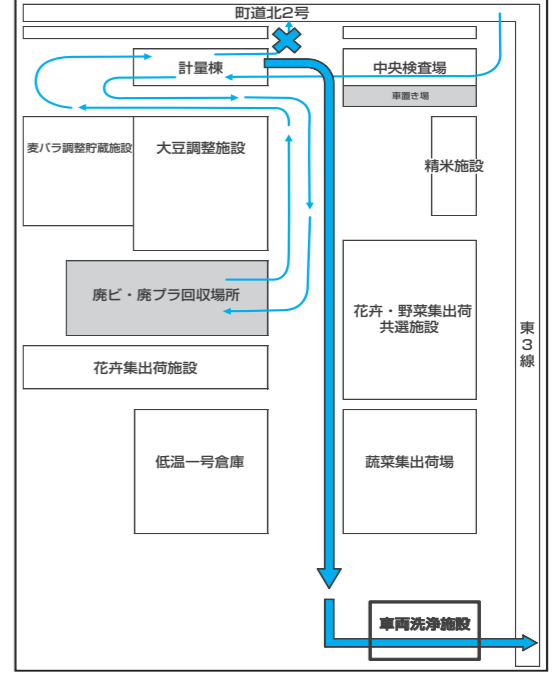 町道北2号
計量棟
中央検査場
車置き場
麦バラ調整貯蔵施設
大豆調整施設
精米施設
廃ビ・廃プラ回収場所
花卉・野菜集出荷
共選施設
東3線
花卉集出荷施設
低温一号倉庫
蔬菜集出荷場
車両洗浄施設